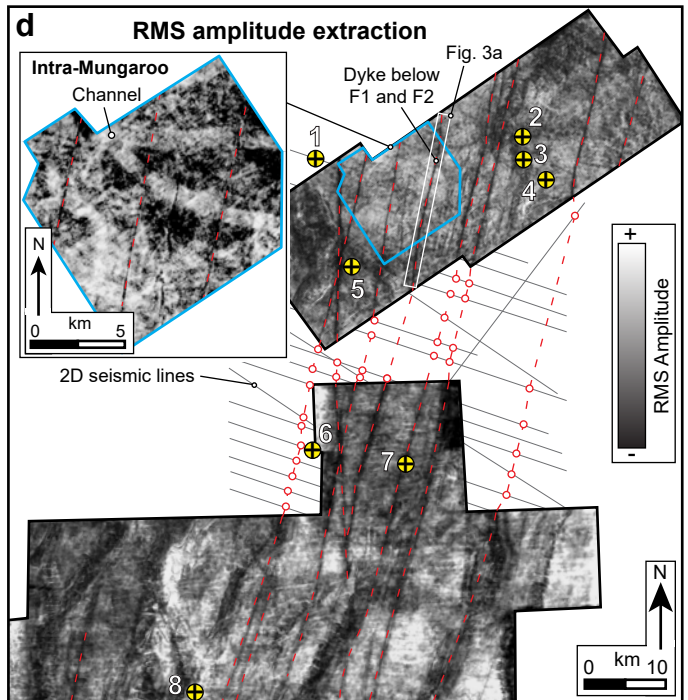 d
RMS amplitude extraction
Intra-Mungaroo
Channel
Fig. 3a
Dyke below
F1 and F2
1
2
3
4
5
N
0 km 5
+
RMS Amplitude
-
2D seismic lines
6
7
8
N
0 km 10